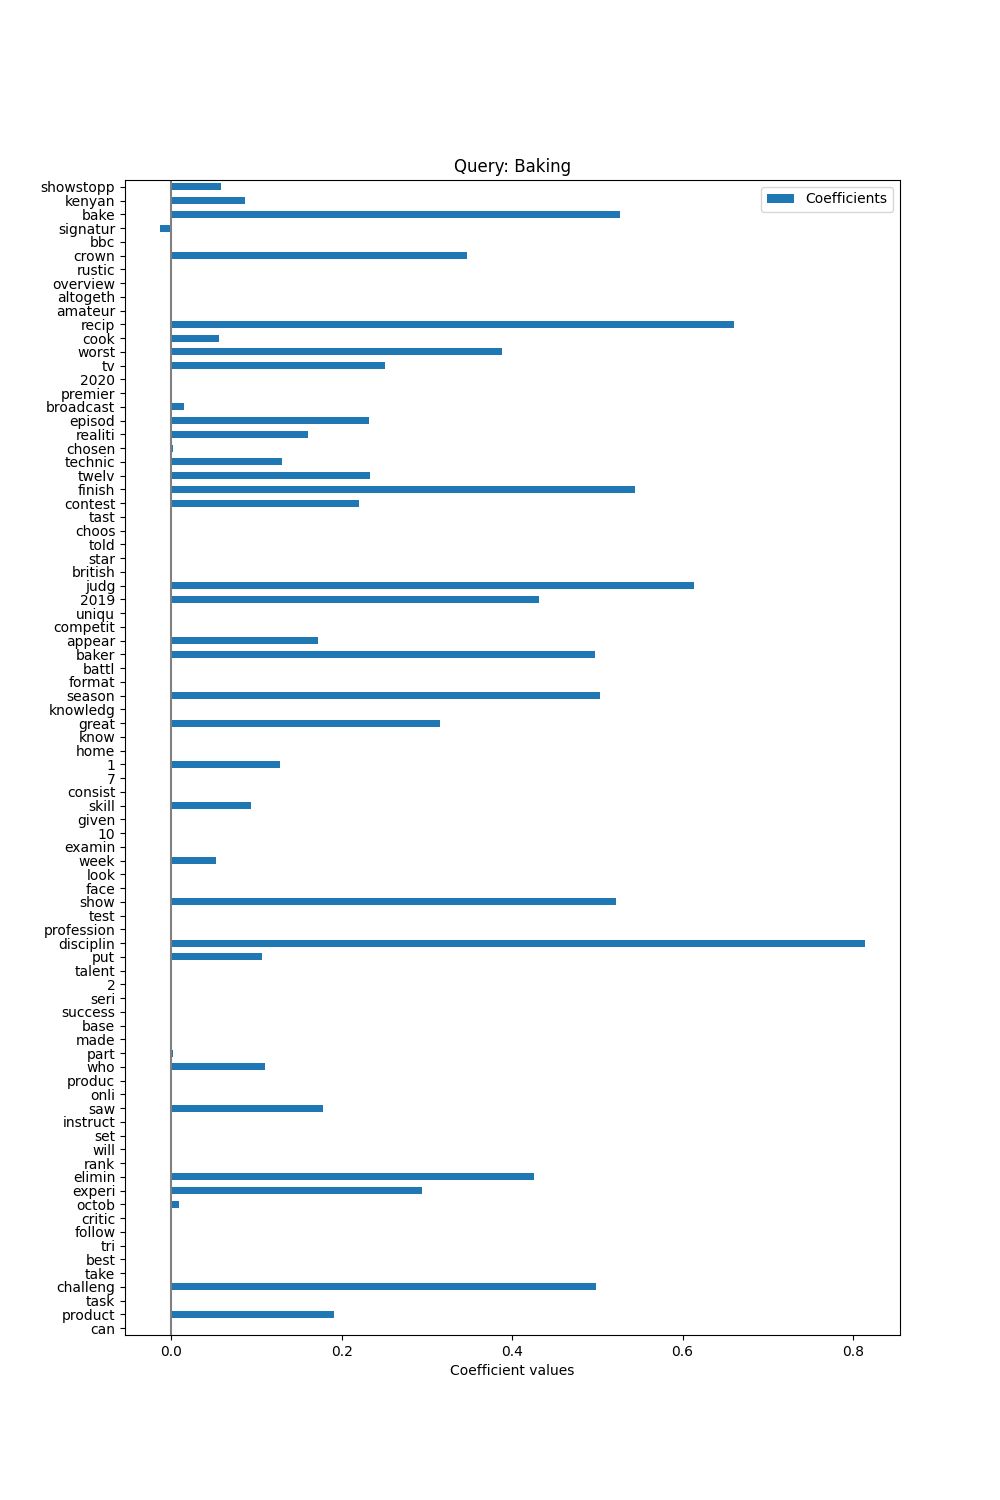 Query: Baking
Coefficients
showstopp
kenyan
bake
signatur
bbc
crown
rustic
overview
altogeth
amateur
recip
cook
worst
tv
2020
premier
broadcast
episod
realiti
chosen
technic
twelv
finish
contest
tast
choos
told
star
british
judg
2019
uniqu
competit
appear
baker
battl
format
season
knowledg
great
know
home
1
7
consist
skill
given
10
examin
week
look
face
show
test
profession
disciplin
put
talent
2
seri
success
base
made
part
who
produc
onli
saw
instruct
set
will
rank
elimin
experi
octob
critic
follow
tri
best
take
challeng
task
product
can
0.0 0.2 0.4 0.6 0.8
Coefficient values